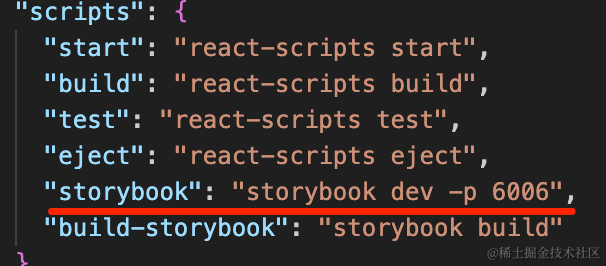 "scripts": {
"start": "react-scripts start",
"build": "react-scripts build",
"test": "react-scripts test",
"eject": "react-scripts eject",
"storybook": "storybook dev -p 6006",
"build-storybook": "storybook build"
}
@稀土掘金技术社区